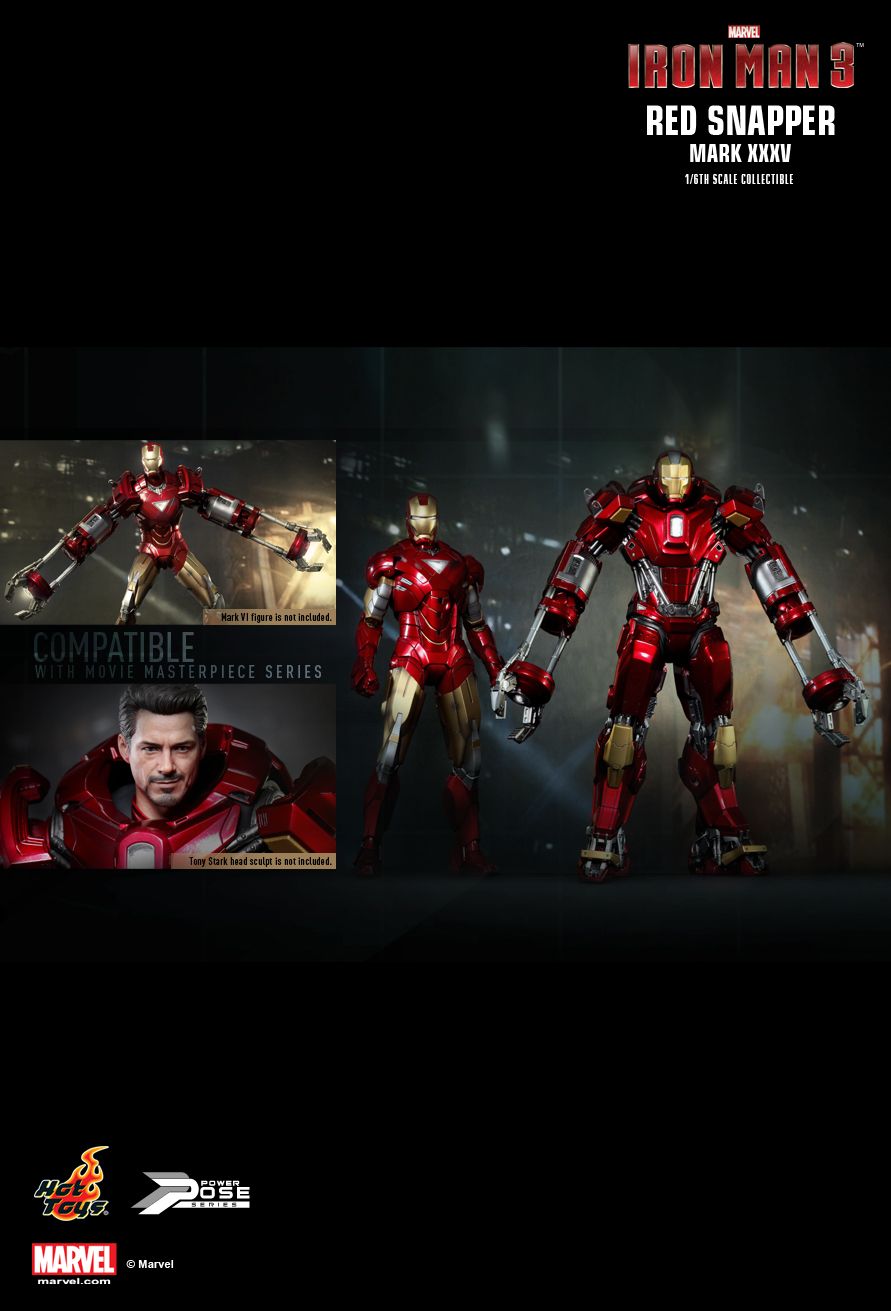 MARVEL
IRON MAN 3™
RED SNAPPER
MARK XXXV
1/6TH SCALE COLLECTIBLE
Mark VI figure is not included.
COMPATIBLE
WITH MOVIE MASTERPIECE SERIES
Tony Stark head sculpt is not included.
Hot
Toys®
POWER
POSE
SERIES
MARVEL
marvel.com
© Marvel